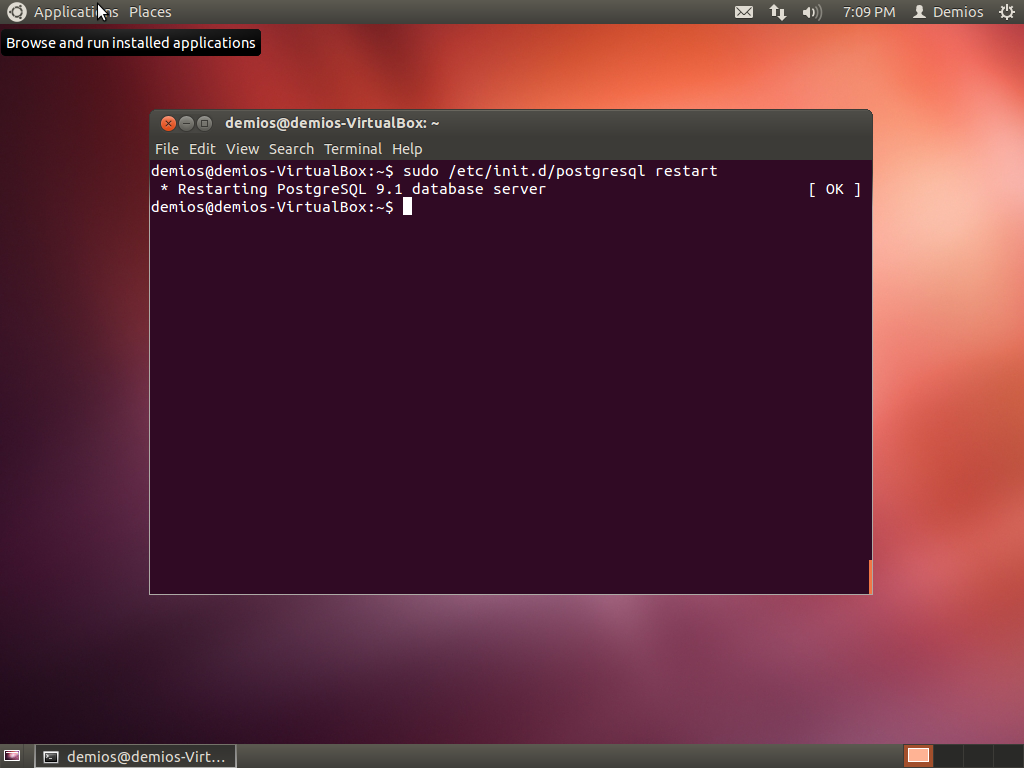 Applications Places 7:09 PM Demios
Browse and run installed applications
demios@demios-VirtualBox: ~
File Edit View Search Terminal Help
demios@demios-VirtualBox:~$ sudo /etc/init.d/postgresql restart
 * Restarting PostgreSQL 9.1 database server [ OK ]
demios@demios-VirtualBox:~$
demios@demios-Virt...